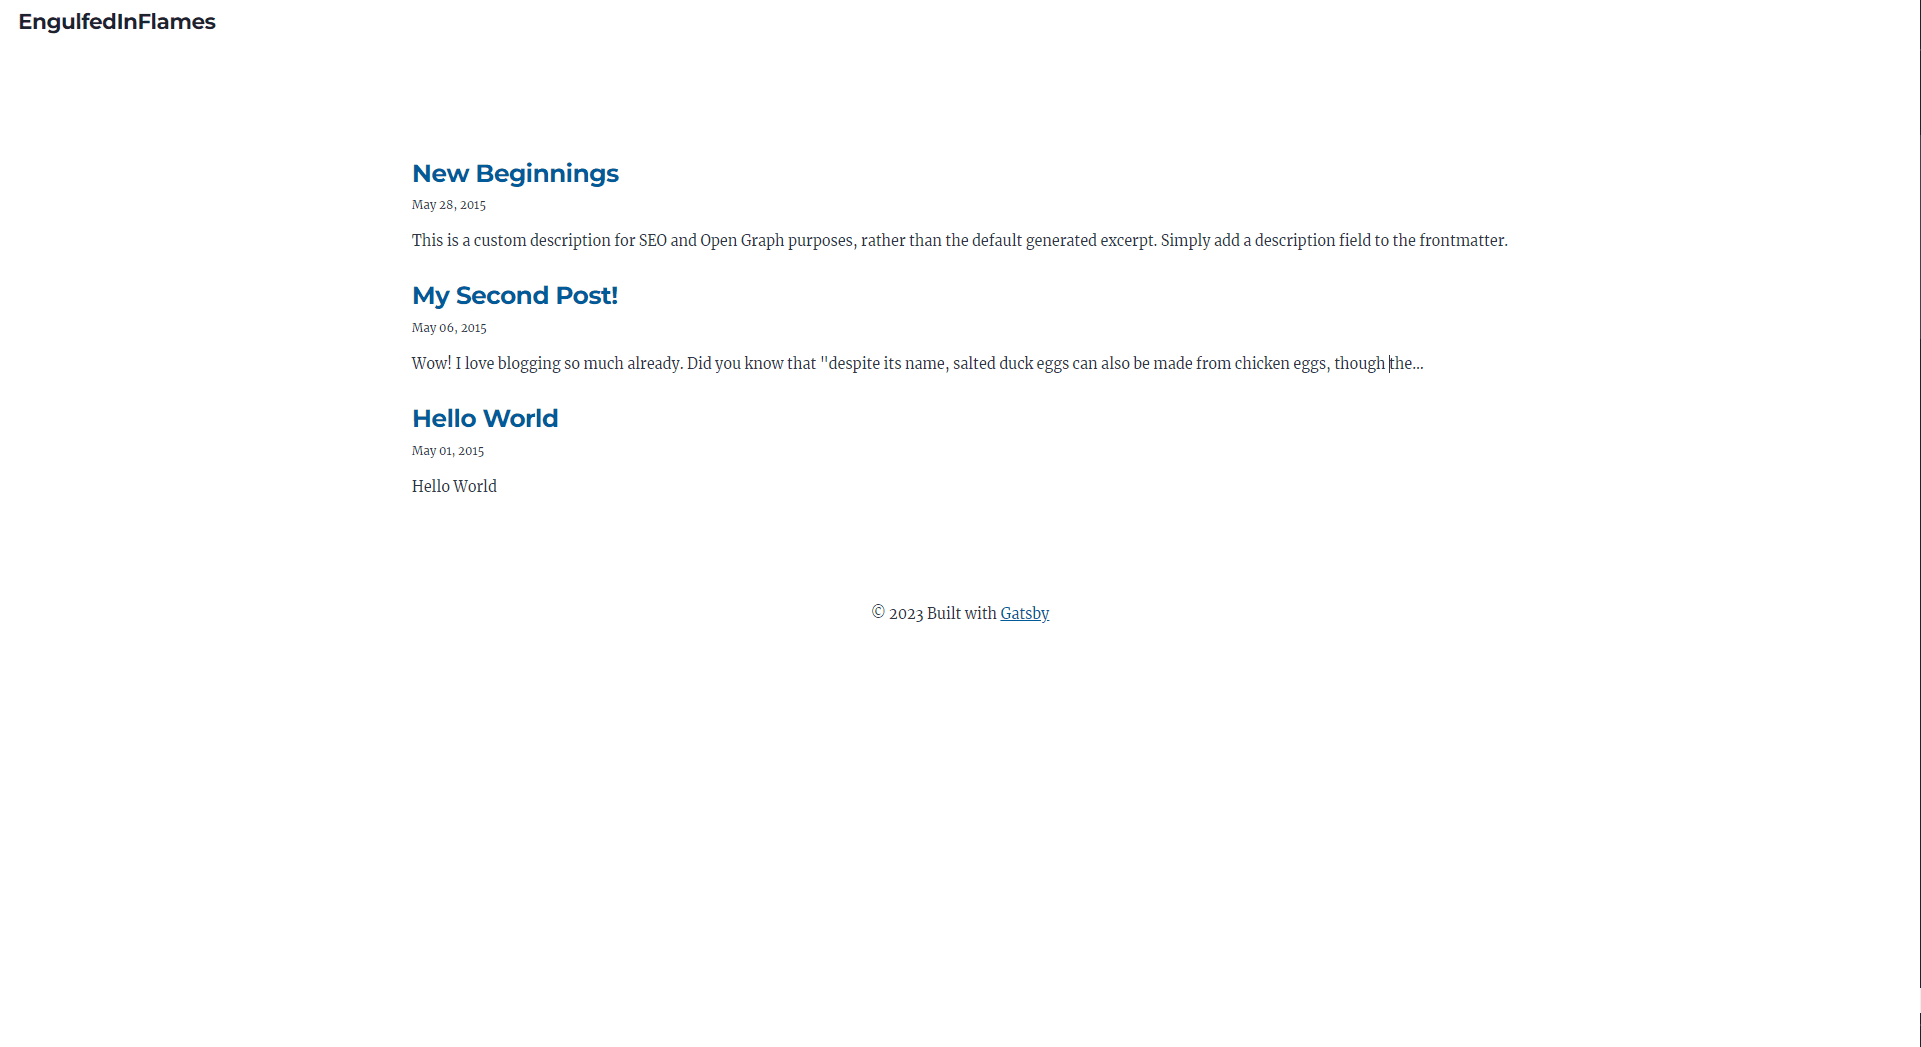 EngulfedInFlames
New Beginnings
May 28, 2015
This is a custom description for SEO and Open Graph purposes, rather than the default generated excerpt. Simply add a description field to the frontmatter.
My Second Post!
May 06, 2015
Wow! I love blogging so much already. Did you know that "despite its name, salted duck eggs can also be made from chicken eggs, though the…
Hello World
May 01, 2015
Hello World
© 2023 Built with Gatsby